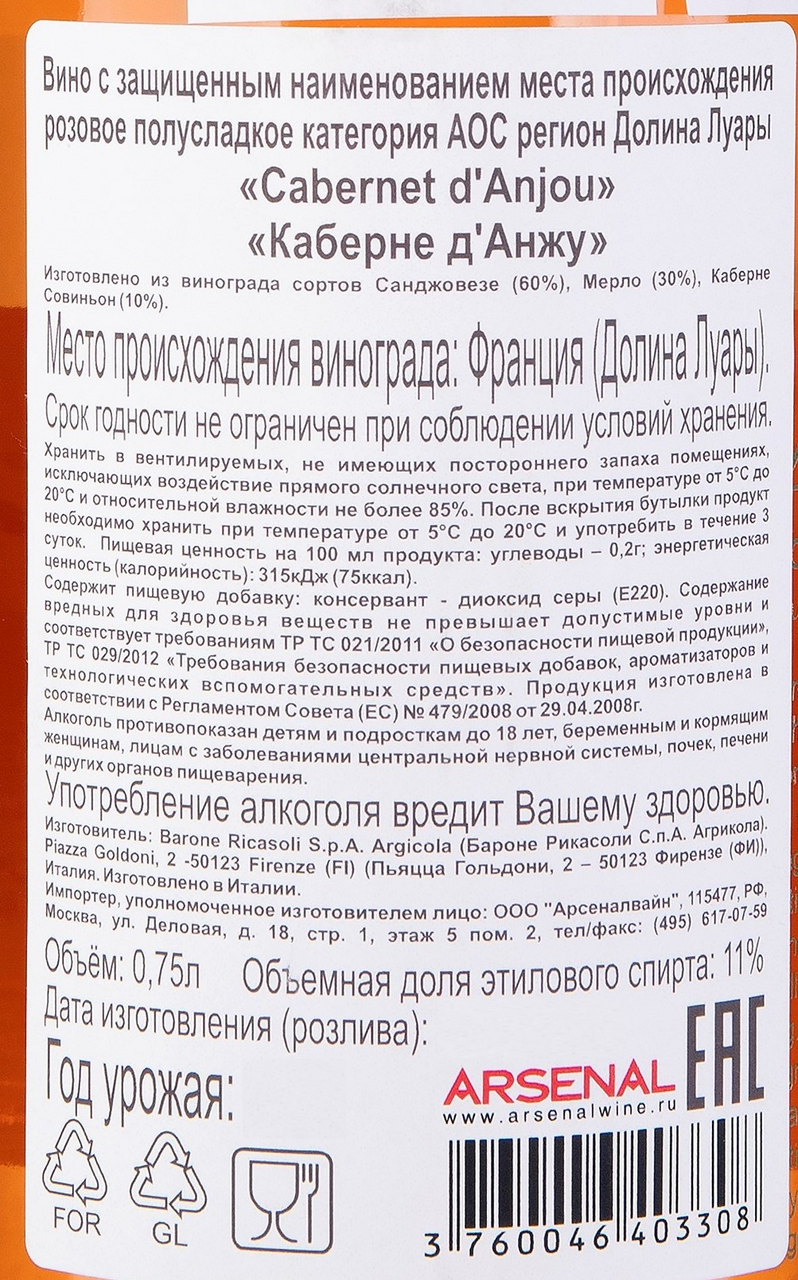 Вино с защищенным наименованием места происхождения
розовое полусладкое категория АОС регион Долина Луары
«Cabernet d'Anjou»
«Каберне д'Анжу»
Изготовлено из винограда сортов Санджовезе (60%), Мерло (30%), Каберне
Совиньон (10%).
Место происхождения винограда: Франция (Долина Луары).
Срок годности не ограничен при соблюдении условий хранения.
Хранить в вентилируемых, не имеющих постороннего запаха помещениях,
исключающих воздействие прямого солнечного света, при температуре от 5°С до
20°С и относительной влажности не более 85%. После вскрытия бутылки продукт
необходимо хранить при температуре от 5°С до 20°С и употребить в течение 3
суток. Пищевая ценность на 100 мл продукта: углеводы – 0,2г; энергетическая
ценность (калорийность): 315кДж (75ккал).
Содержит пищевую добавку: консервант - диоксид серы (Е220). Содержание
вредных для здоровья веществ не превышает допустимые уровни и
соответствует требованиям ТР ТС 021/2011 «О безопасности пищевой продукции»,
ТР ТС 029/2012 «Требования безопасности пищевых добавок, ароматизаторов и
технологических вспомогательных средств». Продукция изготовлена в
соответствии с Регламентом Совета (ЕС) № 479/2008 от 29.04.2008г.
Алкоголь противопоказан детям и подросткам до 18 лет, беременным и кормящим
женщинам, лицам с заболеваниями центральной нервной системы, почек, печени
и других органов пищеварения.
Употребление алкоголя вредит Вашему здоровью.
Изготовитель: Barone Ricasoli S.p.A. Argicola (Бароне Рикасоли С.п.А. Агрикола).
Piazza Goldoni, 2 -50123 Firenze (FI) (Пьяцца Гольдони, 2 – 50123 Фирензе (ФИ)),
Италия. Изготовлено в Италии.
Импортер, уполномоченное изготовителем лицо: ООО "Арсеналвайн", 115477, РФ,
Москва, ул. Деловая, д. 18, стр. 1, этаж 5 пом. 2, тел/факс: (495) 617-07-59
Объём: 0,75л Объемная доля этилового спирта: 11%
Дата изготовления (розлива):
Год урожая:
EAC
ARSENAL
www.arsenalwine.ru
FOR GL
3 760046 403308